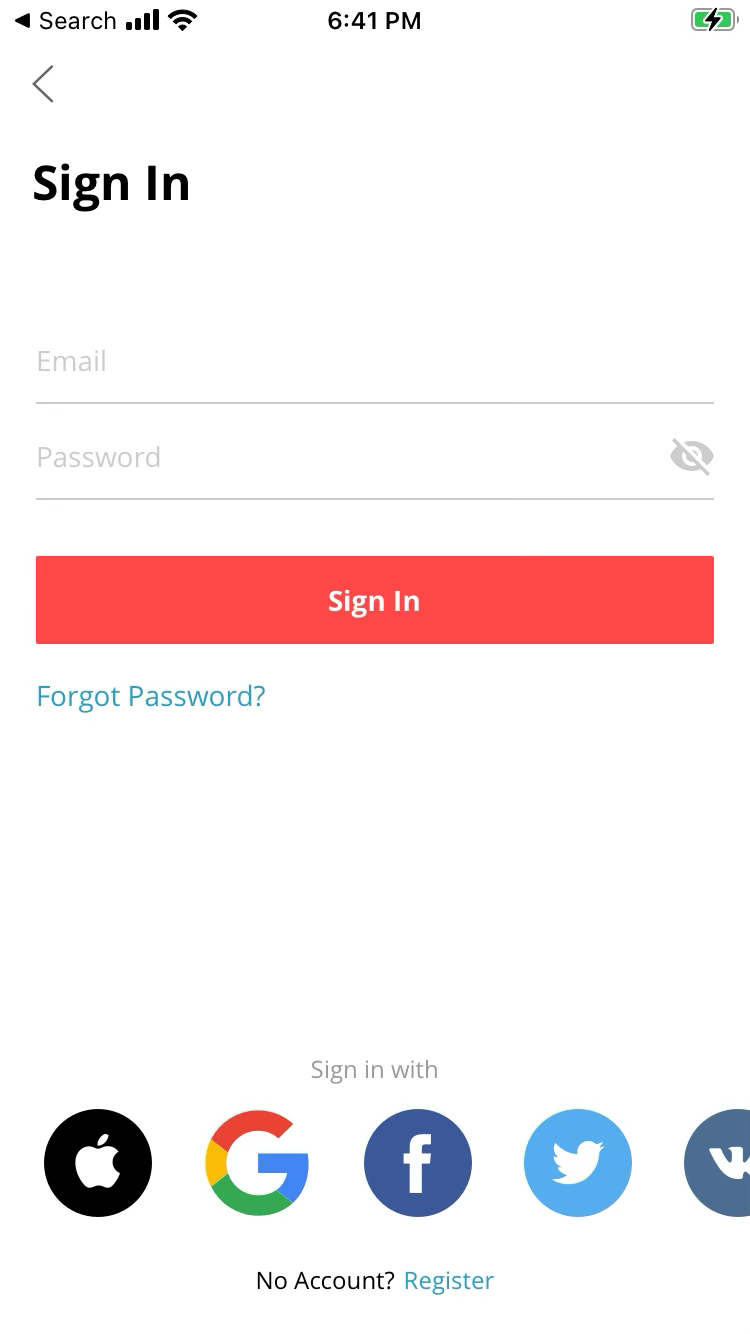 Search 6:41 PM
Sign In
Email
Password
Sign In
Forgot Password?
Sign in with
No Account? Register